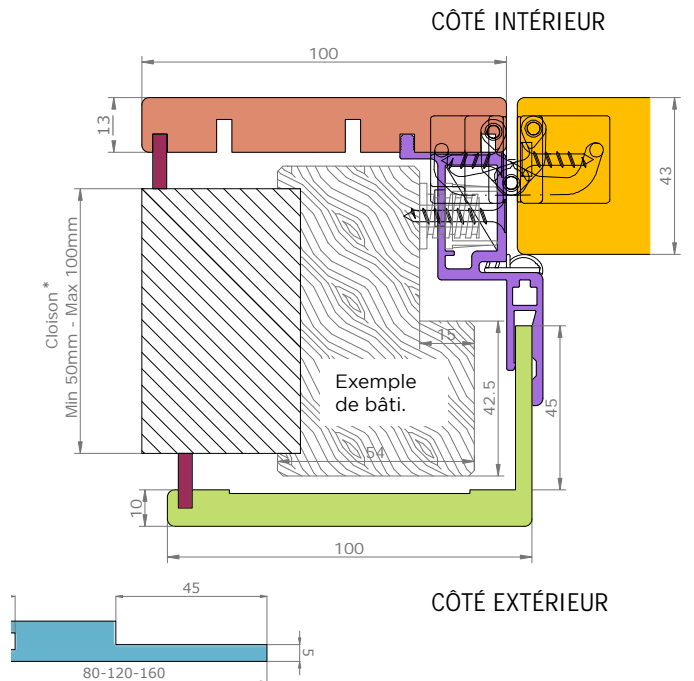 CÔTÉ INTÉRIEUR
100
13
43
Cloison*
Min 50mm - Max 100mm
15
Exemple
de bâti.
42.5
45
54
10
100
CÔTÉ EXTÉRIEUR
45
5
80-120-160